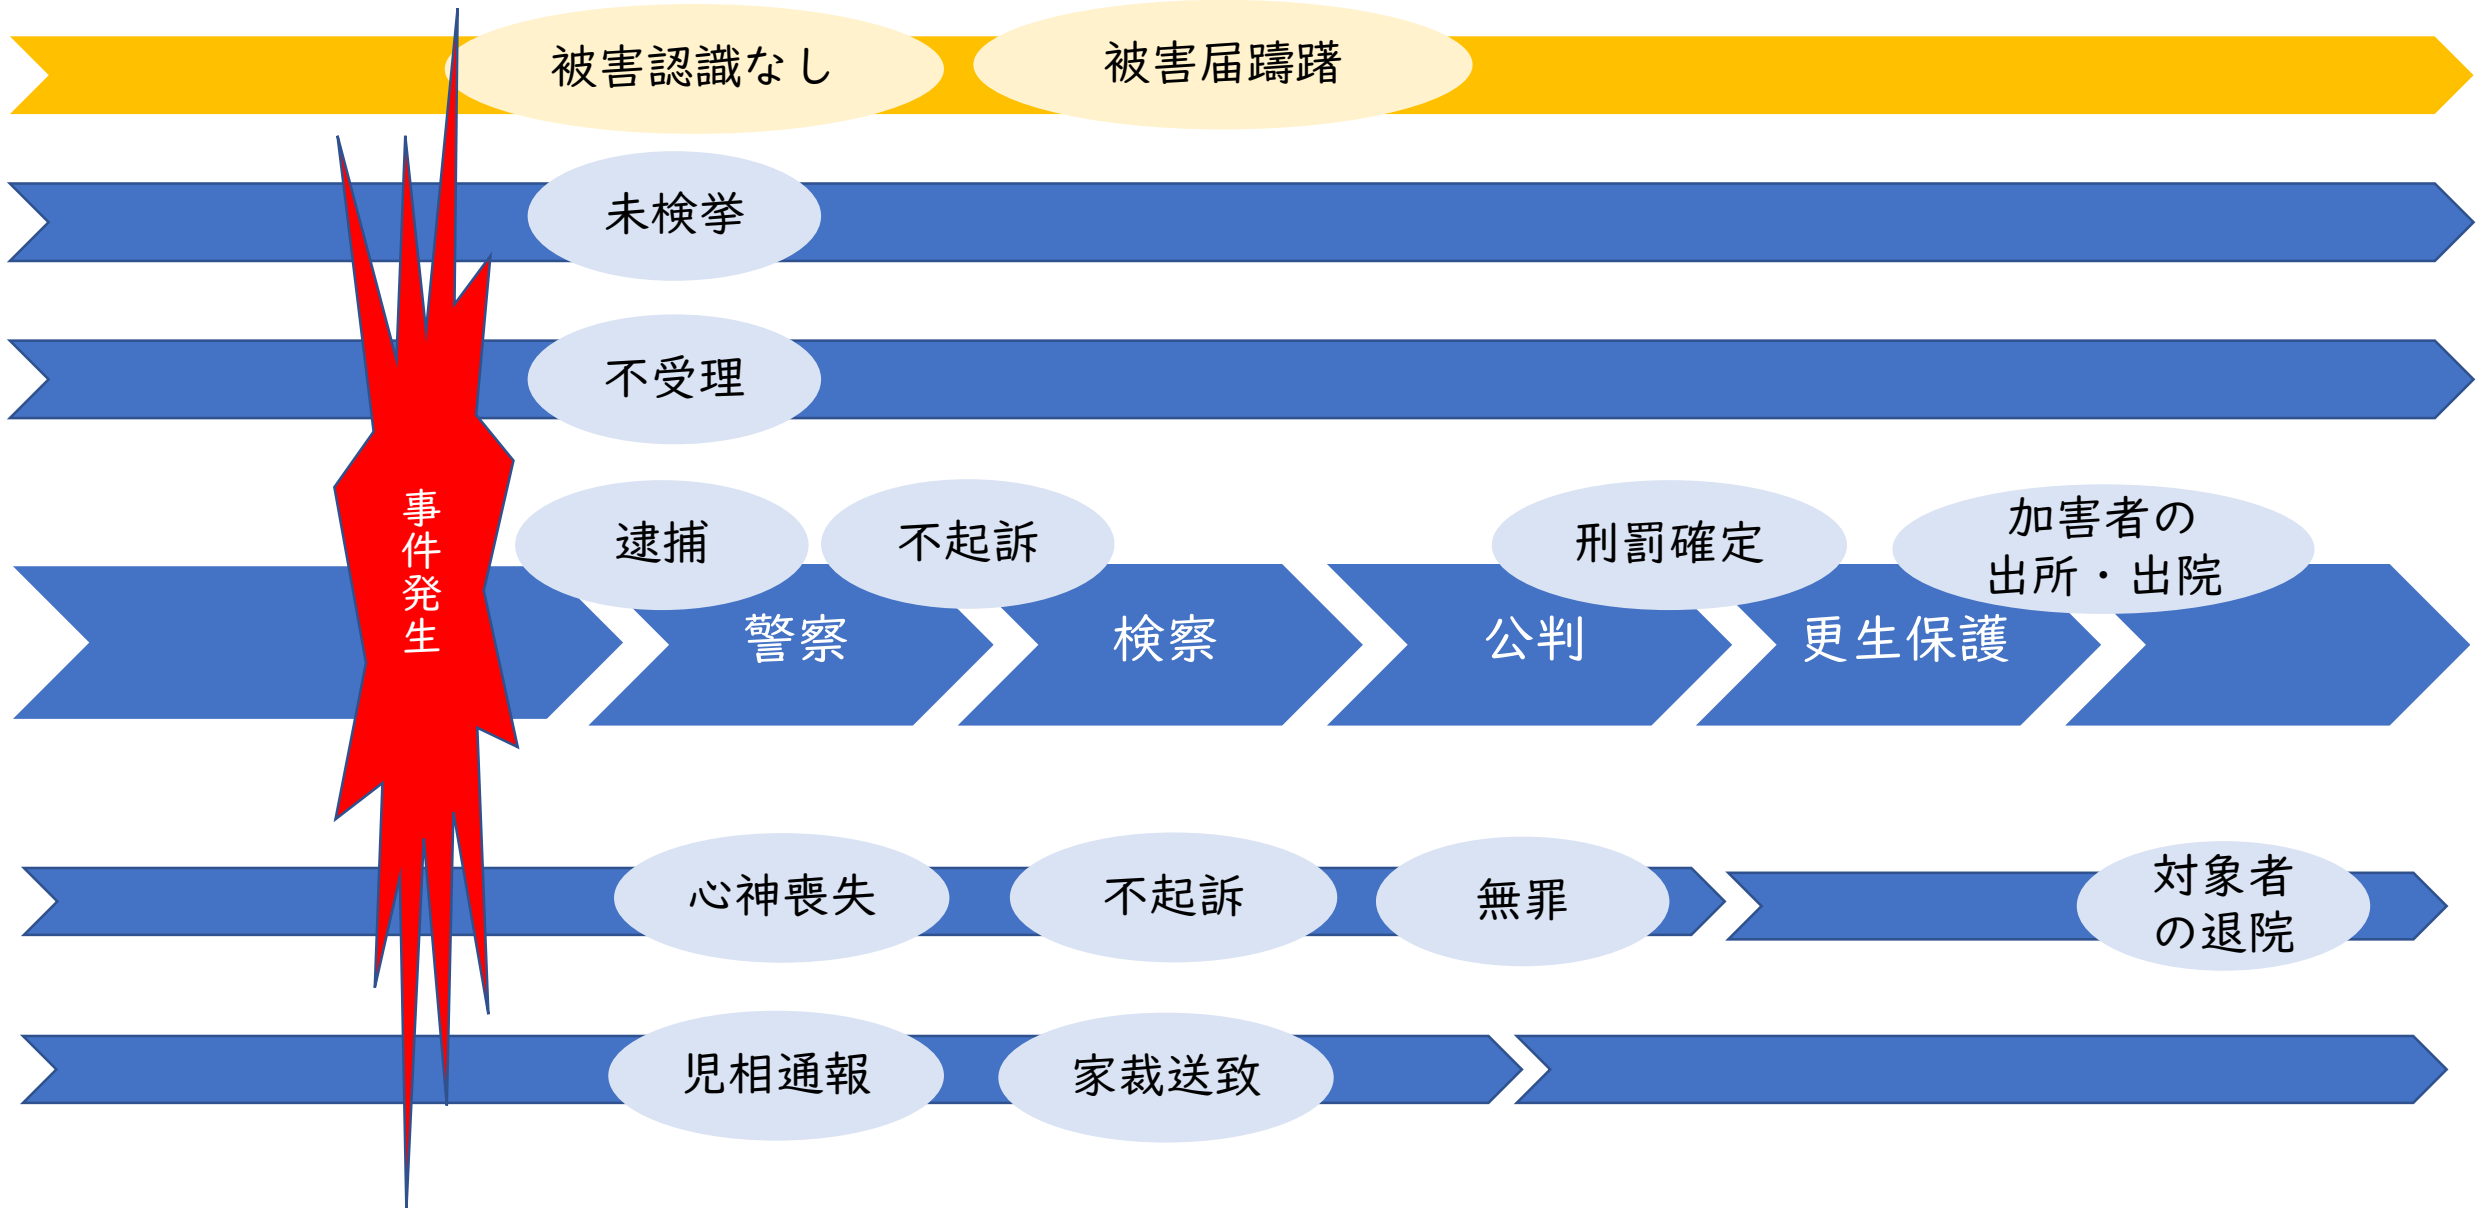 被害認識なし
被害届躊躇
未検挙
不受理
事件発生
逮捕
不起訴
刑罰確定
加害者の
出所・出院
警察
検察
公判
更生保護
心神喪失
不起訴
無罪
対象者
の退院
児相通報
家裁送致